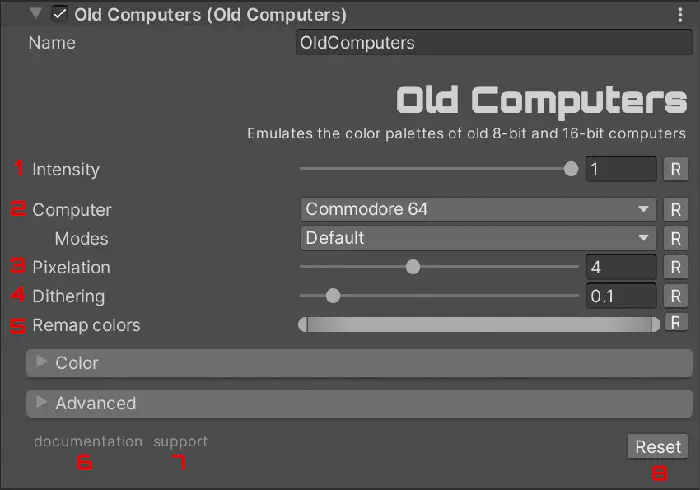 Old Computers (Old Computers)
Name OldComputers
Old Computers
Emulates the color palettes of old 8-bit and 16-bit computers
1 Intensity 1 R
2 Computer Commodore 64 R
Modes Default R
3 Pixelation 4 R
4 Dithering 0.1 R
5 Remap colors R
Color
Advanced
documentation support Reset
6 7 8